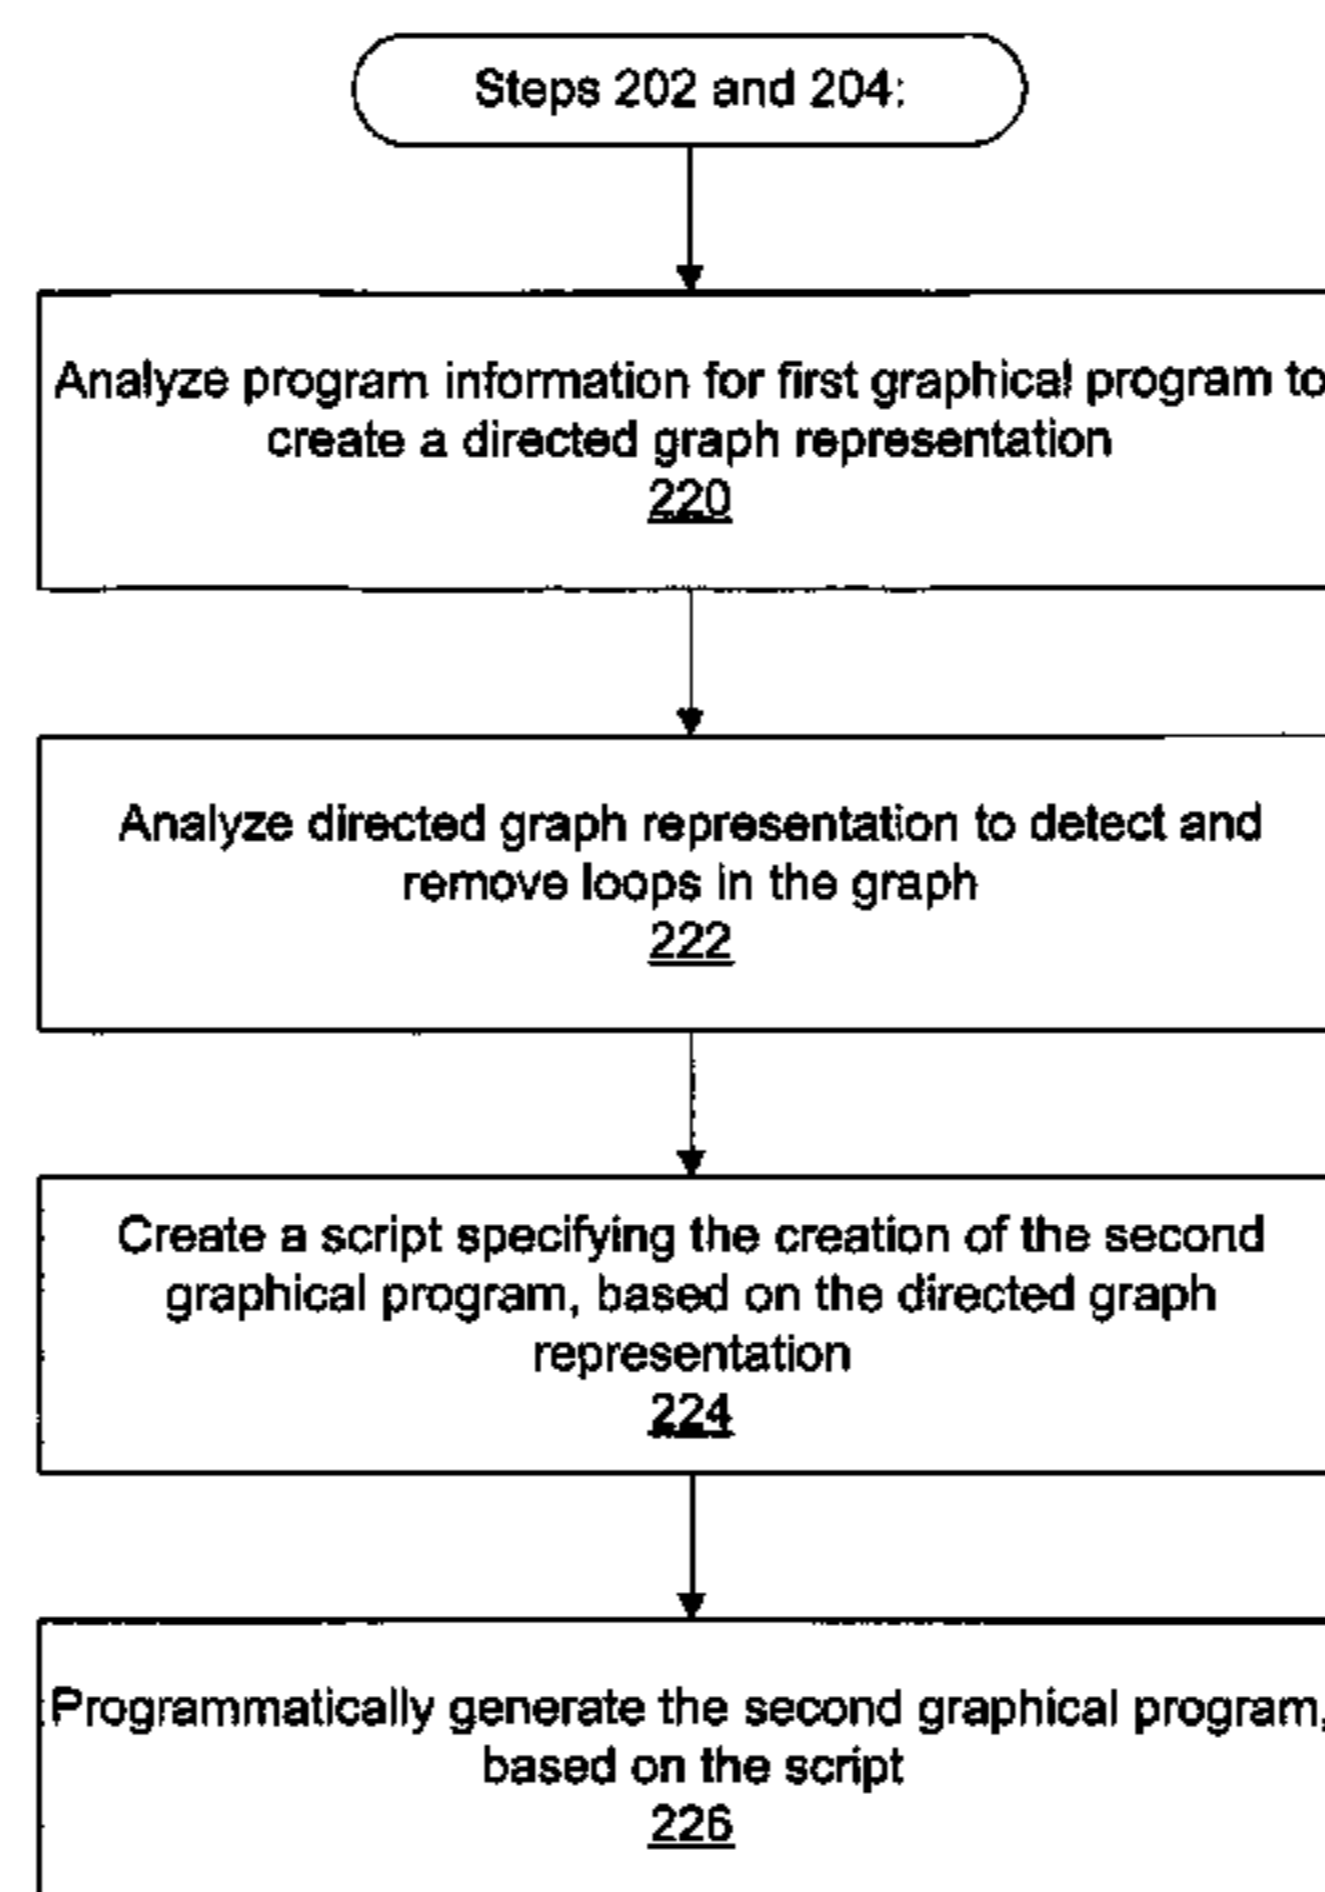 Steps 202 and 204:
Analyze program information for first graphical program to
create a directed graph representation
220
Analyze directed graph representation to detect and
remove loops in the graph
222
Create a script specifying the creation of the second
graphical program, based on the directed graph
representation
224
Programmatically generate the second graphical program,
based on the script
226